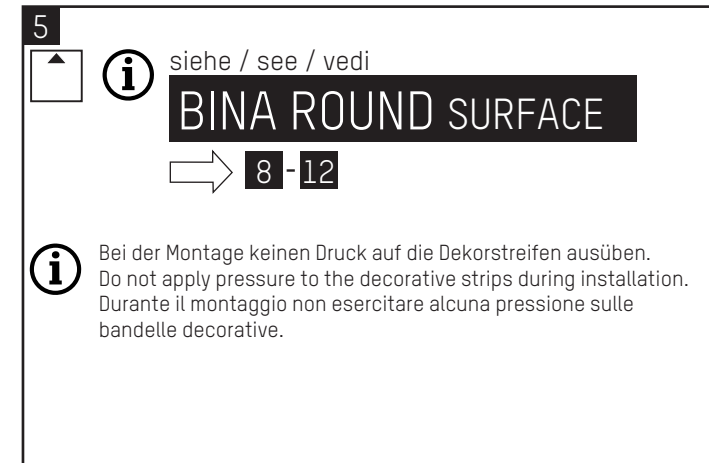 5
siehe / see / vedi
BINA ROUND SURFACE
8 - 12
Bei der Montage keinen Druck auf die Dekorstreifen ausüben.
Do not apply pressure to the decorative strips during installation.
Durante il montaggio non esercitare alcuna pressione sulle
bandelle decorative.